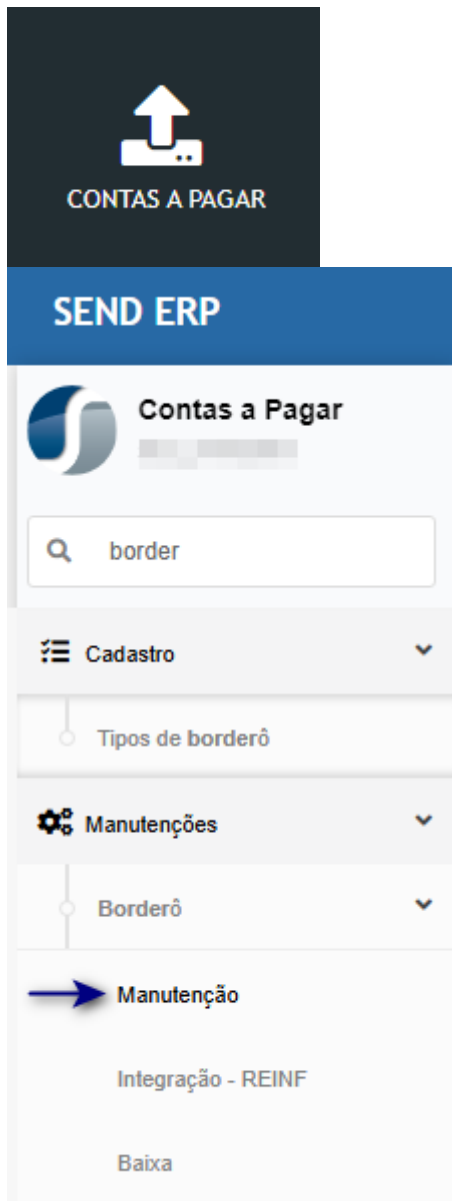 CONTAS A PAGAR
SEND ERP
Contas a Pagar
border
Cadastro
Tipos de borderô
Manutenções
Borderô
Manutenção
Integração - REINF
Baixa